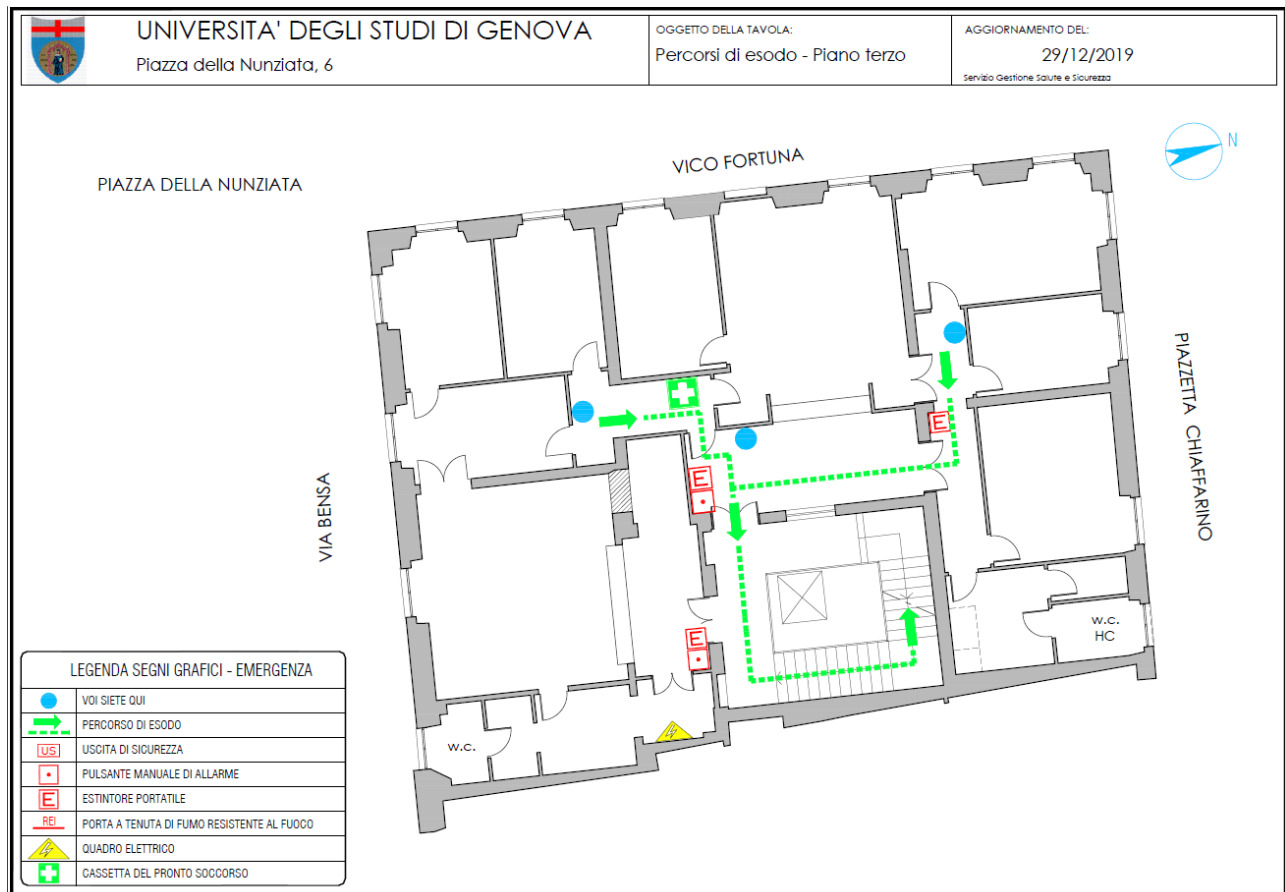 UNIVERSITA' DEGLI STUDI DI GENOVA
Piazza della Nunziata, 6
OGGETTO DELLA TAVOLA:
Percorsi di esodo - Piano terzo
AGGIORNAMENTO DEL:
29/12/2019
Servizio Gestione Salute e Sicurezza
N
VICO FORTUNA
PIAZZA DELLA NUNZIATA
PIAZZETTA CHIAFFARINO
VIA BENSA
E
E
E
w.c.
HC
w.c.
LEGENDA SEGNI GRAFICI - EMERGENZA
VOI SIETE QUI
PERCORSO DI ESODO
US USCITA DI SICUREZZA
PULSANTE MANUALE DI ALLARME
E ESTINTORE PORTATILE
REI PORTA A TENUTA DI FUMO RESISTENTE AL FUOCO
QUADRO ELETTRICO
CASSETTA DEL PRONTO SOCCORSO